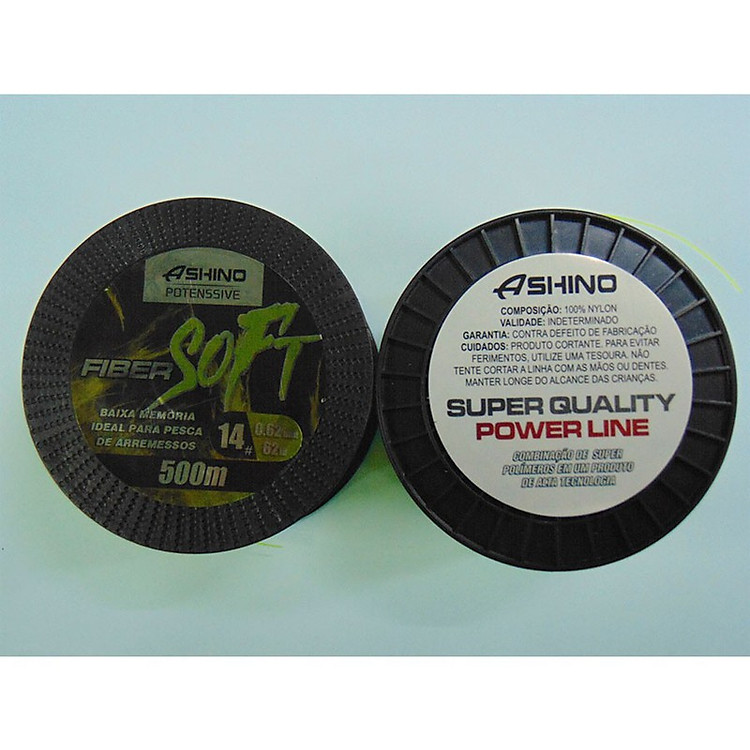 ASHINO
POTENSSIVE
FIBER SOFT
BAIXA MEMÓRIA
IDEAL PARA PESCA
DE ARREMESSOS
14#
500m
ASHINO
COMPOSIÇÃO: 100% NYLON
VALIDADE: INDETERMINADO
GARANTIA: CONTRA DEFEITO DE FABRICAÇÃO
CUIDADOS: PRODUTO CORTANTE. PARA EVITAR
FERIMENTOS, UTILIZE UMA TESOURA. NÃO
TENTE CORTAR A LINHA COM AS MÃOS OU DENTES.
MANTER LONGE DO ALCANCE DAS CRIANÇAS.
SUPER QUALITY
POWER LINE
COMBINAÇÃO DE SUPER
POLÍMEROS EM UM PRODUTO
DE ALTA TECNOLOGIA